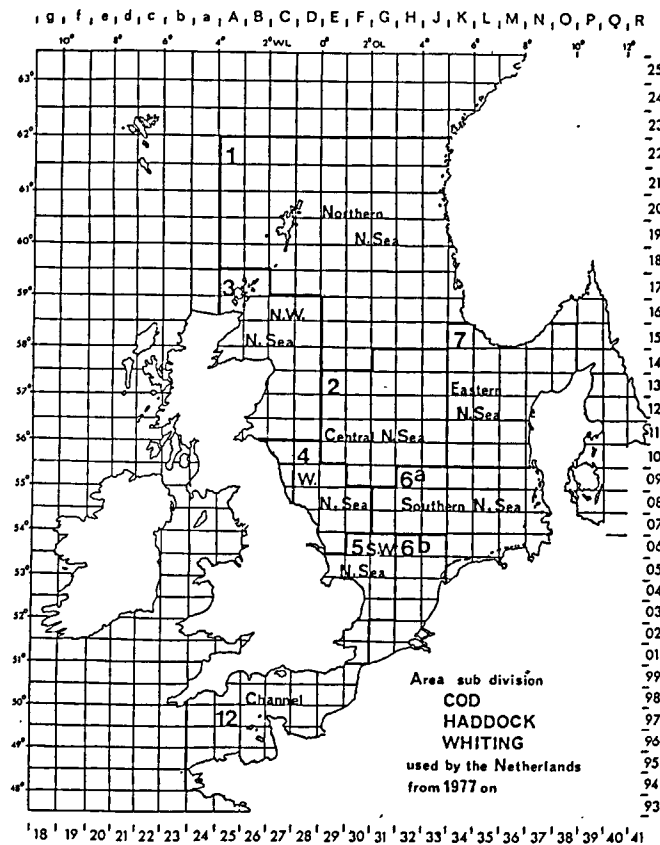 g f e d c b a A B C D E F G H J K L M N O P Q R
10° 8° 6° 4° 2° WL 0° 2° OL 4° 6° 8° 10° 12°
63° 25
24
62° 23
22
1
61° 21
20
Northern
60° N.Sea 19
18
17
59° 3
N.W. 16
7
58° N. Sea 15
14
57° 2 Eastern 13
N.Sea 12
56° Central N.Sea 11
4 10
55° W. 6a 09
N.Sea Southern N.Sea 08
54° 07
5 S.W. 6b 06
53° N.Sea 05
04
03
52° 02
01
51° 99
Area sub division
Channel 98
COD
50° 12 97
HADDOCK
49° 96
WHITING
95
used by the Netherlands
48° 94
from 1977 on
93
18 19 20 21 22 23 24 25 26 27 28 29 30 31 32 33 34 35 36 37 38 39 40 41